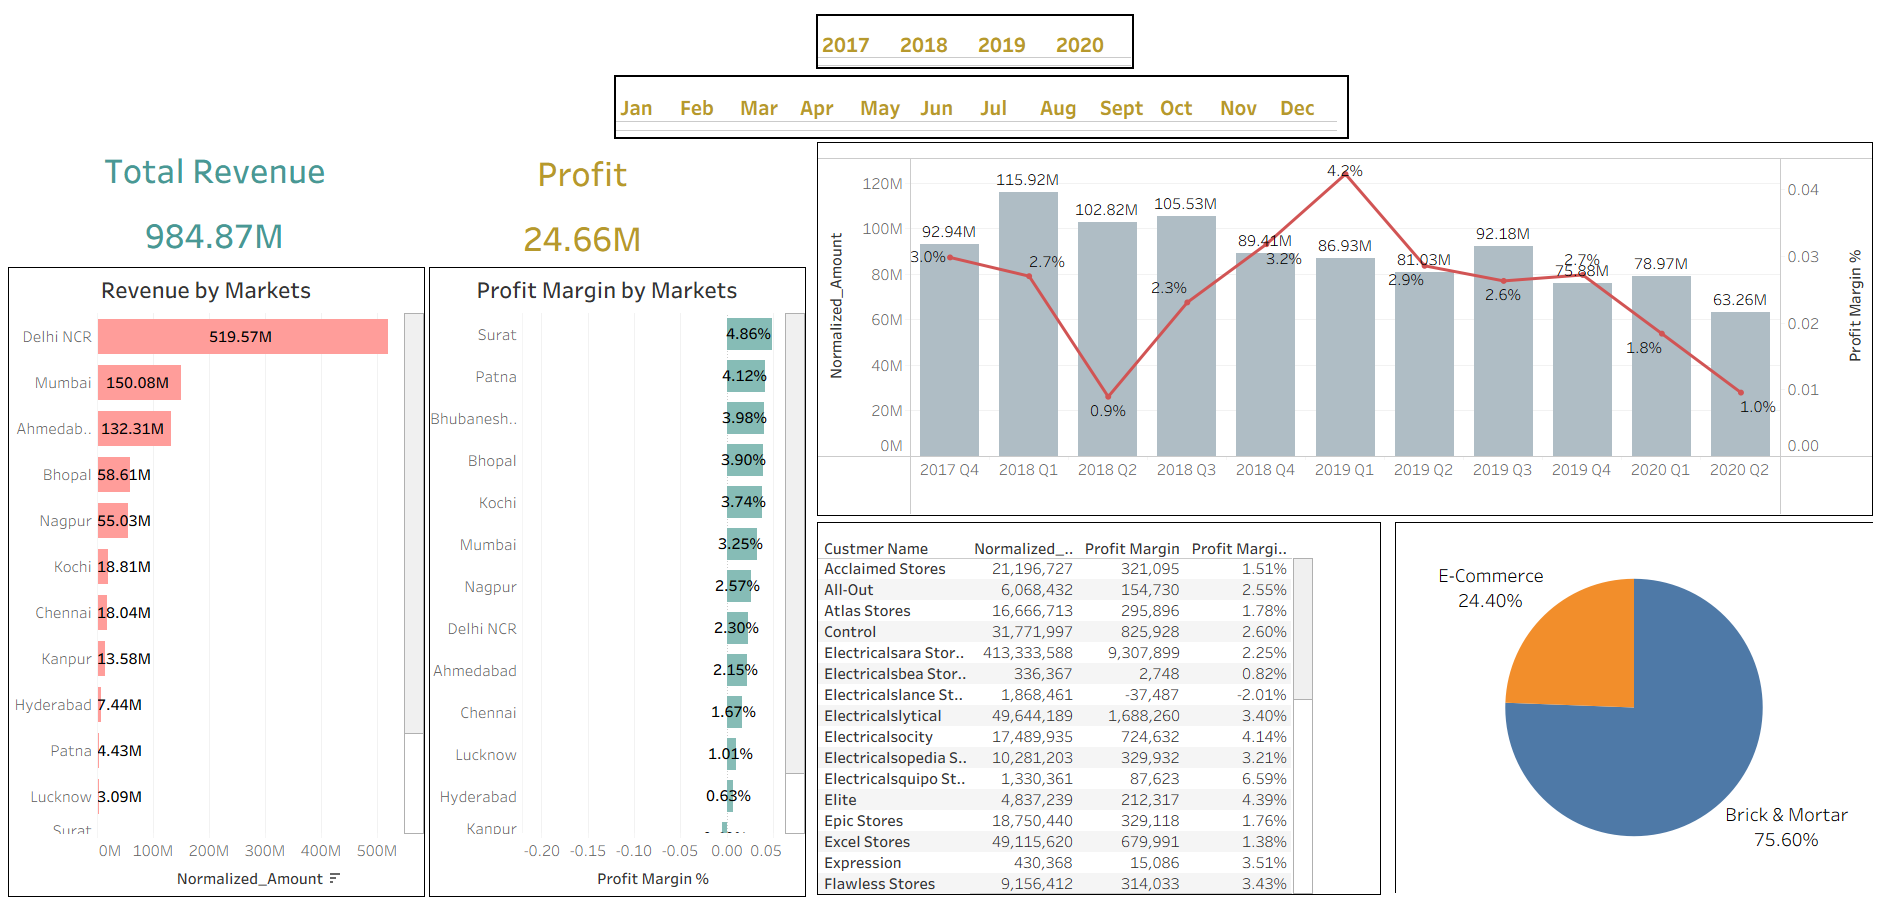 2017 2018 2019 2020
Jan Feb Mar Apr May Jun Jul Aug Sept Oct Nov Dec
Total Revenue
984.87M
Profit
24.66M
Revenue by Markets
Delhi NCR 519.57M
Mumbai 150.08M
Ahmedab.. 132.31M
Bhopal 58.61M
Nagpur 55.03M
Kochi 18.81M
Chennai 18.04M
Kanpur 13.58M
Hyderabad 7.44M
Patna 4.43M
Lucknow 3.09M
Surat
0M 100M 200M 300M 400M 500M
Normalized_Amount
Profit Margin by Markets
Surat 4.86%
Patna 4.12%
Bhubanesh.. 3.98%
Bhopal 3.90%
Kochi 3.74%
Mumbai 3.25%
Nagpur 2.57%
Delhi NCR 2.30%
Ahmedabad 2.15%
Chennai 1.67%
Lucknow 1.01%
Hyderabad 0.63%
Kanpur
-0.20 -0.15 -0.10 -0.05 0.00 0.05
Profit Margin %
Normalized_Amount
120M
100M
80M
60M
40M
20M
0M
92.94M 115.92M 102.82M 105.53M 89.41M 86.93M 81.03M 92.18M 75.88M 78.97M 63.26M
3.0% 2.7% 0.9% 2.3% 3.2% 4.2% 2.9% 2.6% 2.7% 1.8% 1.0%
2017 Q4 2018 Q1 2018 Q2 2018 Q3 2018 Q4 2019 Q1 2019 Q2 2019 Q3 2019 Q4 2020 Q1 2020 Q2
0.04
0.03
0.02
0.01
0.00
Profit Margin %
Custmer Name Normalized_.. Profit Margin Profit Margi..
Acclaimed Stores 21,196,727 321,095 1.51%
All-Out 6,068,432 154,730 2.55%
Atlas Stores 16,666,713 295,896 1.78%
Control 31,771,997 825,928 2.60%
Electricalsara Stor.. 413,333,588 9,307,899 2.25%
Electricalsbea Stor.. 336,367 2,748 0.82%
Electricalslance St.. 1,868,461 -37,487 -2.01%
Electricalslytical 49,644,189 1,688,260 3.40%
Electricalsocity 17,489,935 724,632 4.14%
Electricalsopedia S.. 10,281,203 329,932 3.21%
Electricalsquipo St.. 1,330,361 87,623 6.59%
Elite 4,837,239 212,317 4.39%
Epic Stores 18,750,440 329,118 1.76%
Excel Stores 49,115,620 679,991 1.38%
Expression 430,368 15,086 3.51%
Flawless Stores 9,156,412 314,033 3.43%
E-Commerce
24.40%
Brick & Mortar
75.60%